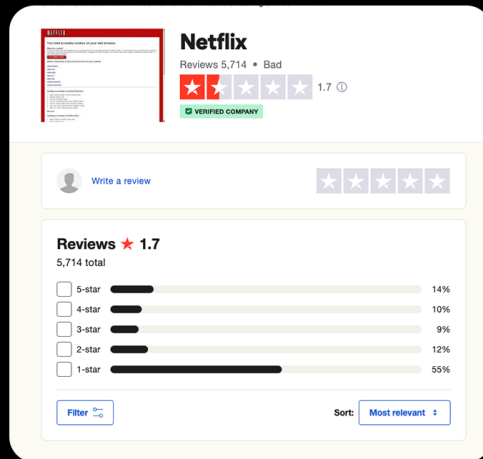 NETFLIX
Netflix
Reviews 5,714 • Bad
1.7
VERIFIED COMPANY
Write a review
Reviews ★ 1.7
5,714 total
5-star 14%
4-star 10%
3-star 9%
2-star 12%
1-star 55%
Filter
Sort: Most relevant